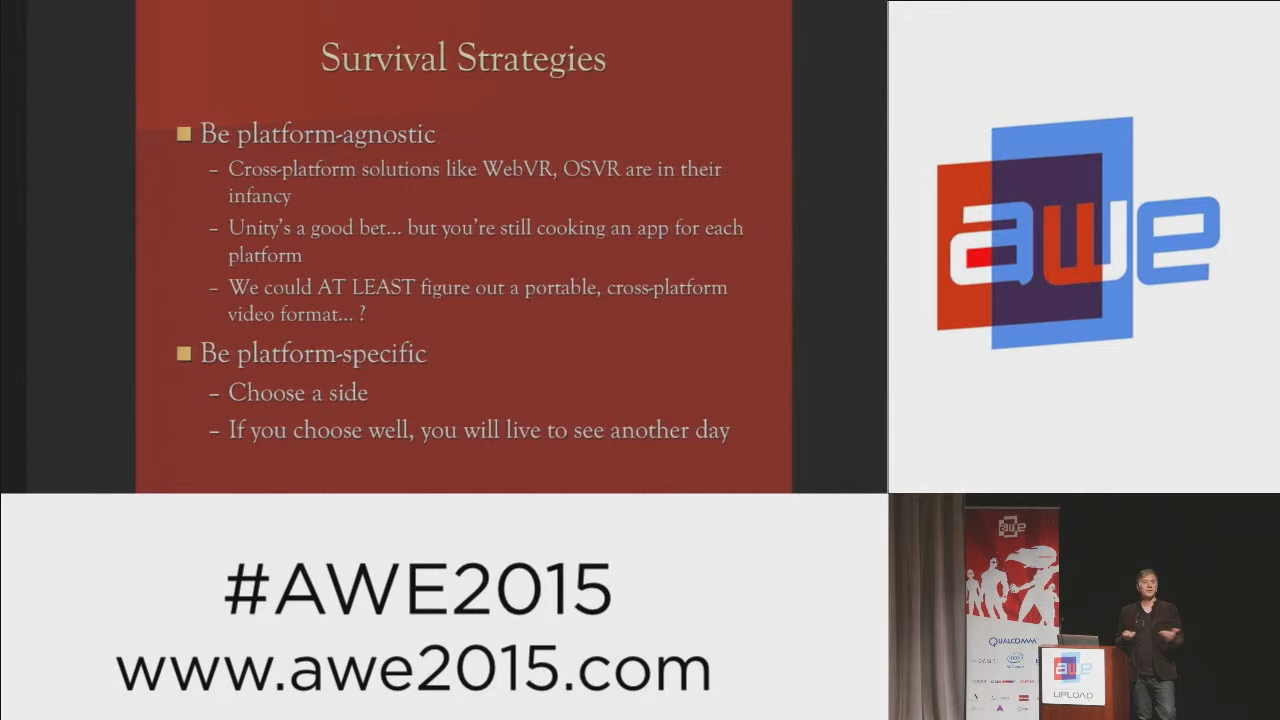 Survival Strategies
Be platform-agnostic
– Cross-platform solutions like WebVR, OSVR are in their
infancy
– Unity's a good bet... but you're still cooking an app for each
platform
– We could AT LEAST figure out a portable, cross-platform
video format... ?
Be platform-specific
– Choose a side
– If you choose well, you will live to see another day
awe
#AWE2015
www.awe2015.com
awe
QUALCOMM
intel
awe
UPLOAD